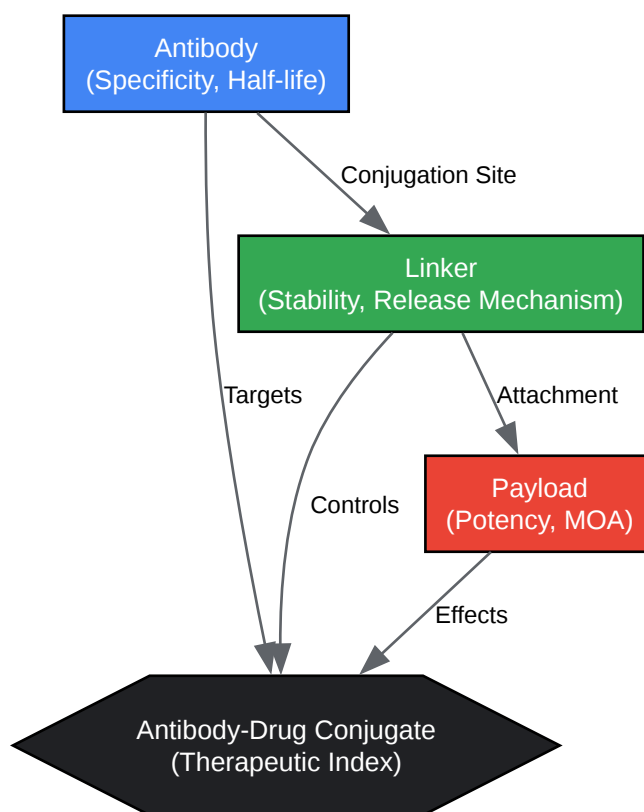 Antibody
(Specificity, Half-life)
Conjugation Site
Linker
(Stability, Release Mechanism)
Targets
Attachment
Controls
Payload
(Potency, MOA)
Effects
Antibody-Drug Conjugate
(Therapeutic Index)